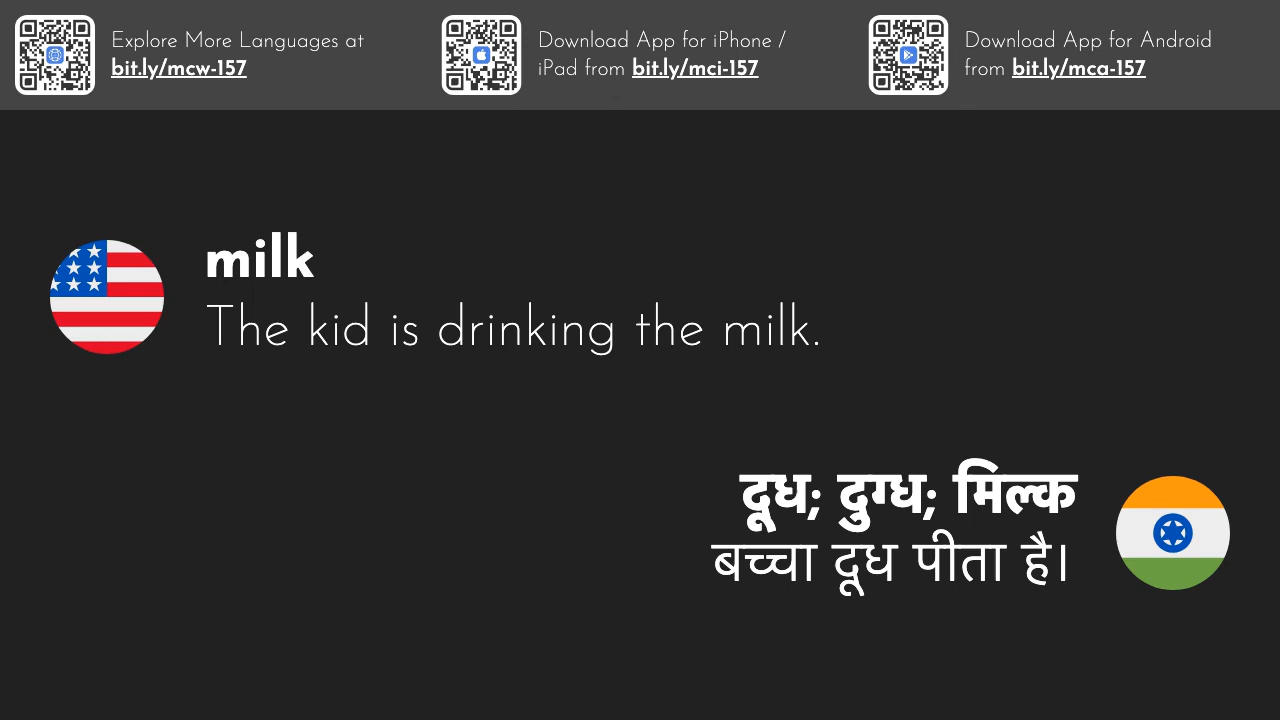 Explore More Languages at
bit.ly/mcw-157
Download App for iPhone /
iPad from bit.ly/mci-157
Download App for Android
from bit.ly/mca-157
milk
The kid is drinking the milk.
दूध; दुग्ध; मिल्क
बच्चा दूध पीता है।